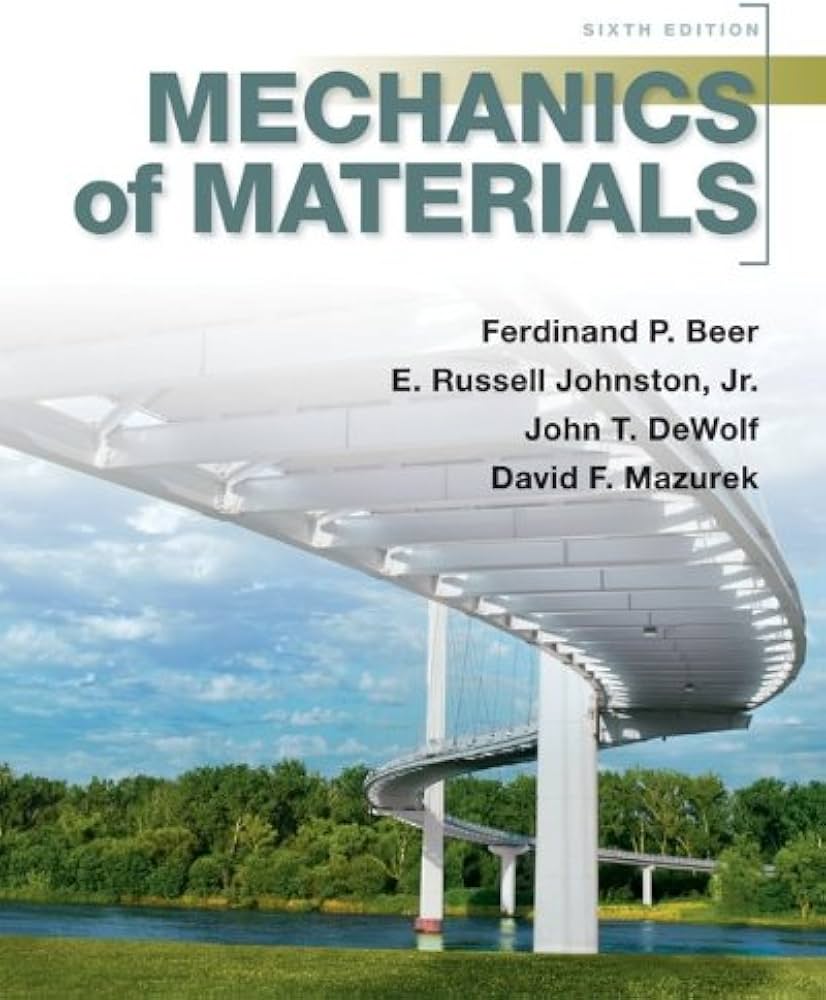 SIXTH EDITION
MECHANICS
of MATERIALS
Ferdinand P. Beer
E. Russell Johnston, Jr.
John T. DeWolf
David F. Mazurek